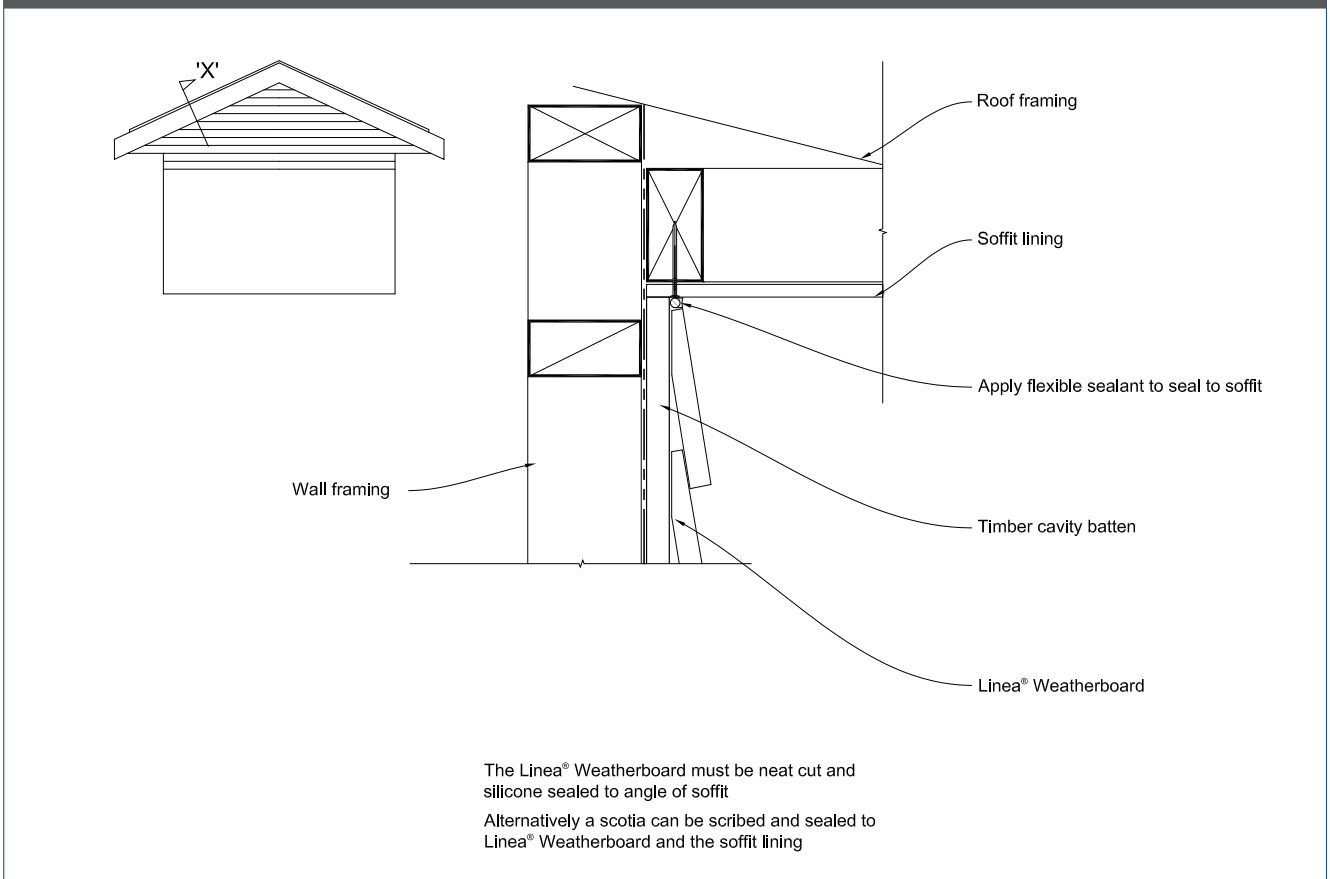 'X'
Roof framing
Soffit lining
Apply flexible sealant to seal to soffit
Wall framing
Timber cavity batten
Linea® Weatherboard
The Linea® Weatherboard must be neat cut and
silicone sealed to angle of soffit
Alternatively a scotia can be scribed and sealed to
Linea® Weatherboard and the soffit lining